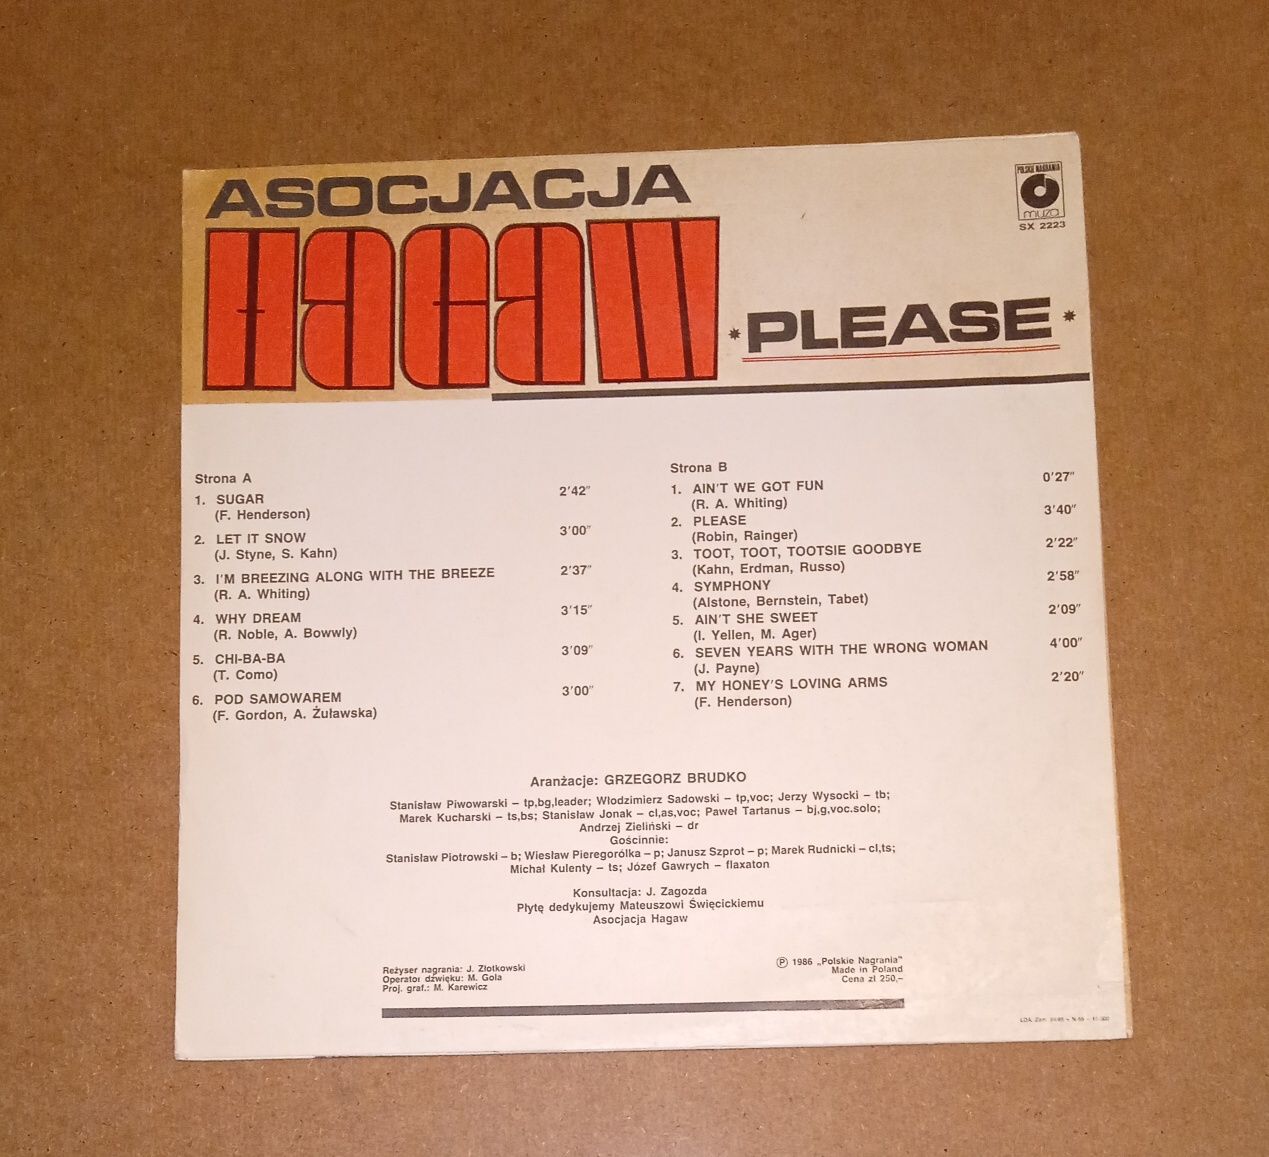 ASOCJACJA
HAGAW
* PLEASE *
POLSKIE NAGRANIA
muza
SX 2223
Strona A
1. SUGAR 2'42"
(F. Henderson)
2. LET IT SNOW 3'00"
(J. Styne, S. Kahn)
3. I'M BREEZING ALONG WITH THE BREEZE 2'37"
(R. A. Whiting)
4. WHY DREAM 3'15"
(R. Noble, A. Bowwly)
5. CHI-BA-BA 3'09"
(T. Como)
6. POD SAMOWAREM 3'00"
(F. Gordon, A. Żuławska)
Strona B
1. AIN'T WE GOT FUN 0'27"
(R. A. Whiting)
2. PLEASE 3'40"
(Robin, Rainger)
3. TOOT, TOOT, TOOTSIE GOODBYE 2'22"
(Kahn, Erdman, Russo)
4. SYMPHONY 2'58"
(Alstone, Bernstein, Tabet)
5. AIN'T SHE SWEET 2'09"
(I. Yellen, M. Ager)
6. SEVEN YEARS WITH THE WRONG WOMAN 4'00"
(J. Payne)
7. MY HONEY'S LOVING ARMS 2'20"
(F. Henderson)
Aranżacje: GRZEGORZ BRUDKO
Stanisław Piwowarski – tp,bg,leader; Włodzimierz Sadowski – tp,voc; Jerzy Wysocki – tb;
Marek Kucharski – ts,bs; Stanisław Jonak – cl,as,voc; Paweł Tartanus – bj,g,voc.solo;
Andrzej Zieliński – dr
Gościnnie:
Stanisław Piotrowski – b; Wiesław Pieregorólka – p; Janusz Szprot – p; Marek Rudnicki – cl,ts;
Michał Kulenty – ts; Józef Gawrych – flaxaton
Konsultacja: J. Zagozda
Płytę dedykujemy Mateuszowi Święcickiemu
Asocjacja Hagaw
Reżyser nagrania: J. Złotkowski
Operator dźwięku: M. Gola
Proj. graf.: M. Karewicz
Ⓟ 1986 „Polskie Nagrania"
Made in Poland
Cena zł 250,–